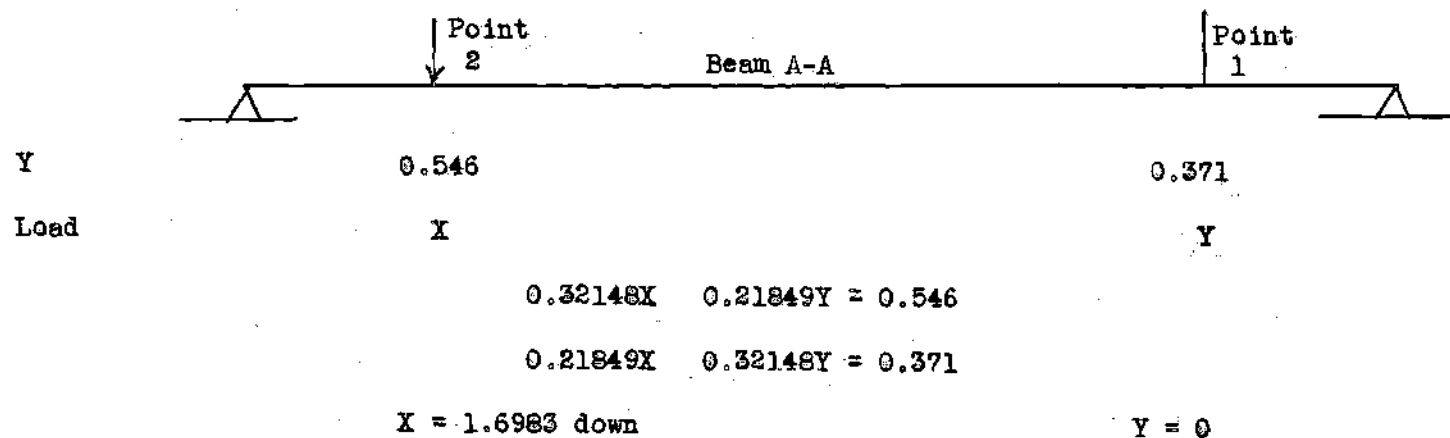 Point
2
Beam A-A
Point
1
Y 0.546 0.371
Load X Y
0.32148X 0.21849Y = 0.546
0.21849X 0.32148Y = 0.371
X = 1.6983 down Y = 0